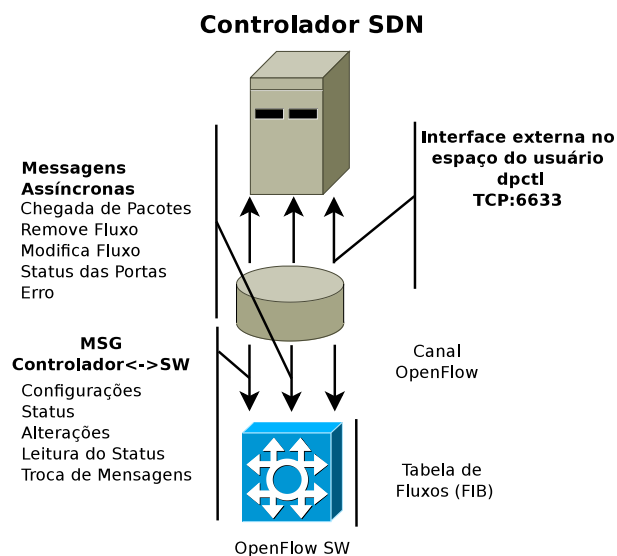 Controlador SDN
Interface externa no
espaço do usuário
dpctl
TCP:6633
Messagens
Assíncronas
Chegada de Pacotes
Remove Fluxo
Modifica Fluxo
Status das Portas
Erro
MSG
Controlador<->SW
Configurações
Status
Alterações
Leitura do Status
Troca de Mensagens
Canal
OpenFlow
Tabela de
Fluxos (FIB)
OpenFlow SW